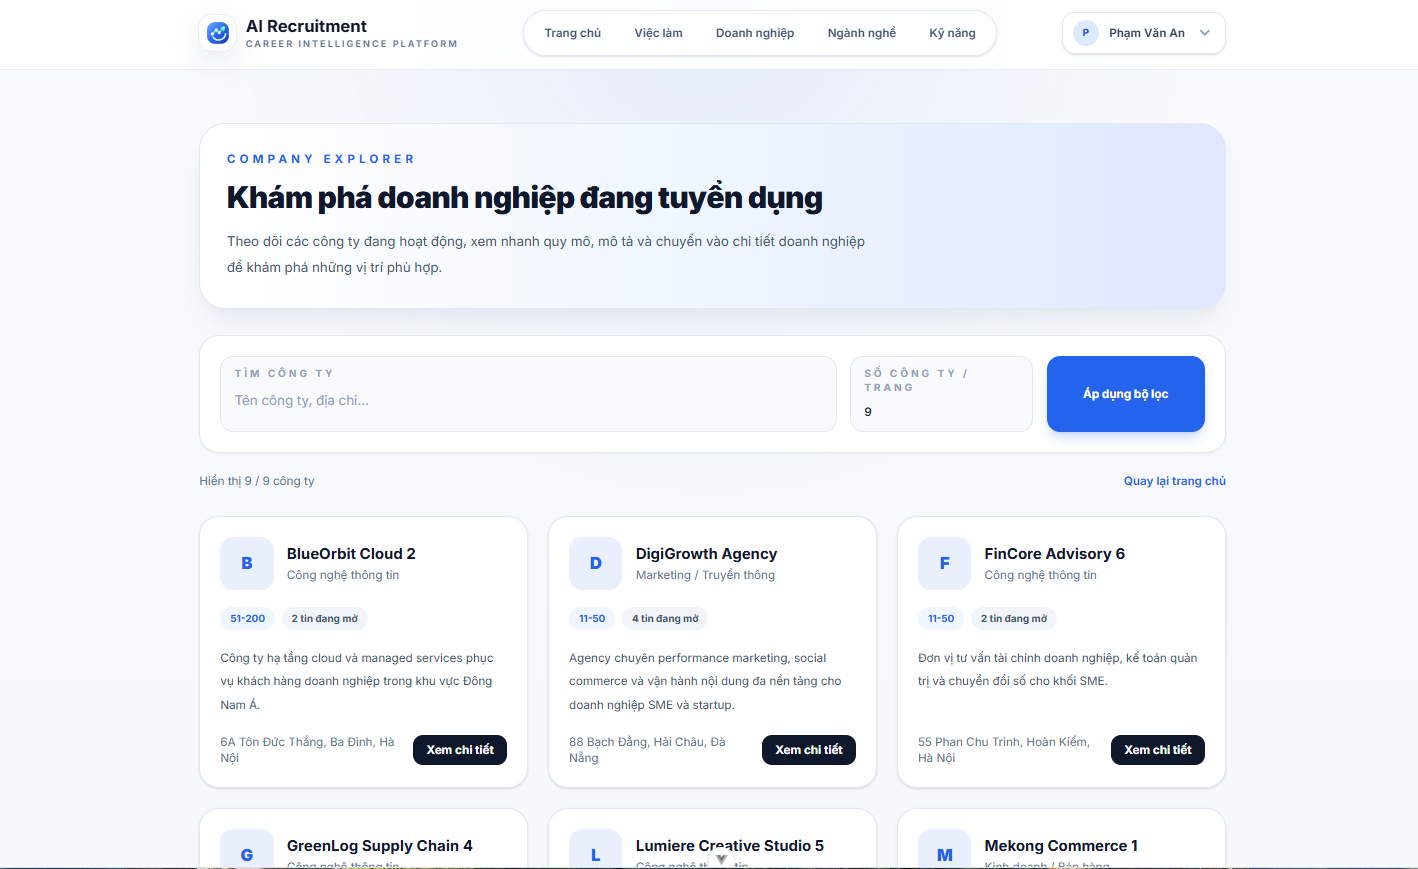 AI Recruitment
CAREER INTELLIGENCE PLATFORM
Trang chủ
Việc làm
Doanh nghiệp
Ngành nghề
Kỹ năng
P
Phạm Văn An
COMPANY EXPLORER
Khám phá doanh nghiệp đang tuyển dụng
Theo dõi các công ty đang hoạt động, xem nhanh quy mô, mô tả và chuyển vào chi tiết doanh nghiệp
để khám phá những vị trí phù hợp.
TÌM CÔNG TY
Tên công ty, địa chỉ...
SỐ CÔNG TY /
TRANG
9
Áp dụng bộ lọc
Hiển thị 9 / 9 công ty
Quay lại trang chủ
B
BlueOrbit Cloud 2
Công nghệ thông tin
51-200
2 tin đang mở
Công ty hạ tầng cloud và managed services phục
vụ khách hàng doanh nghiệp trong khu vực Đông
Nam Á.
6A Tôn Đức Thắng, Ba Đình, Hà
Nội
Xem chi tiết
D
DigiGrowth Agency
Marketing / Truyền thông
11-50
4 tin đang mở
Agency chuyên performance marketing, social
commerce và vận hành nội dung đa nền tảng cho
doanh nghiệp SME và startup.
88 Bạch Đằng, Hải Châu, Đà
Nẵng
Xem chi tiết
F
FinCore Advisory 6
Công nghệ thông tin
11-50
2 tin đang mở
Đơn vị tư vấn tài chính doanh nghiệp, kế toán quản
trị và chuyển đổi số cho khối SME.
55 Phan Chu Trinh, Hoàn Kiếm,
Hà Nội
Xem chi tiết
G
GreenLog Supply Chain 4
Công nghệ thông tin
L
Lumiere Creative Studio 5
Công nghệ tin
M
Mekong Commerce 1
Kinh doanh / Bán hàng